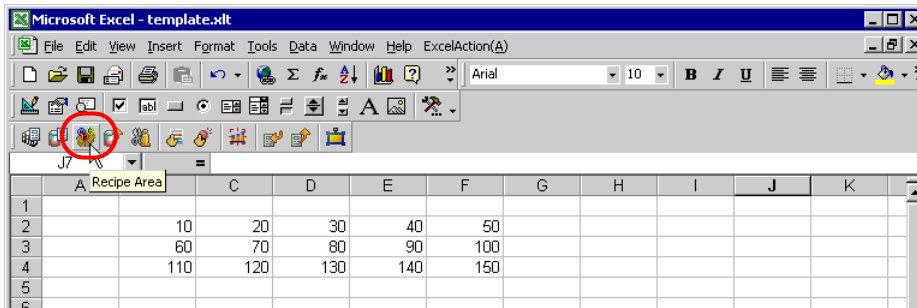 Microsoft Excel - template.xlt
File Edit View Insert Format Tools Data Window Help ExcelAction(A)
Arial 10 B I U
J7 =
Recipe Area
A C D E F G H I J K
1
2 10 20 30 40 50
3 60 70 80 90 100
4 110 120 130 140 150
5
6